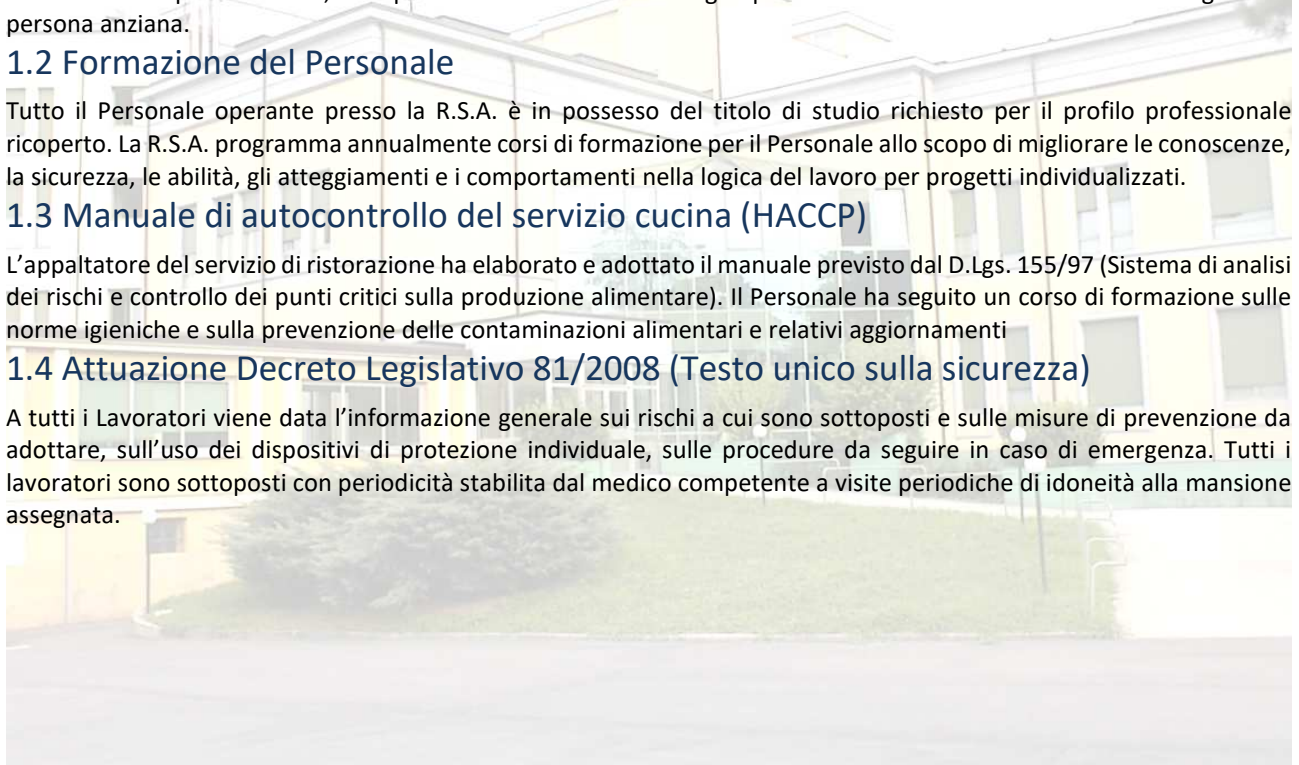 persona anziana.
1.2 Formazione del Personale
Tutto il Personale operante presso la R.S.A. è in possesso del titolo di studio richiesto per il profilo professionale
ricoperto. La R.S.A. programma annualmente corsi di formazione per il Personale allo scopo di migliorare le conoscenze,
la sicurezza, le abilità, gli atteggiamenti e i comportamenti nella logica del lavoro per progetti individualizzati.
1.3 Manuale di autocontrollo del servizio cucina (HACCP)
L’appaltatore del servizio di ristorazione ha elaborato e adottato il manuale previsto dal D.Lgs. 155/97 (Sistema di analisi
dei rischi e controllo dei punti critici sulla produzione alimentare). Il Personale ha seguito un corso di formazione sulle
norme igieniche e sulla prevenzione delle contaminazioni alimentari e relativi aggiornamenti
1.4 Attuazione Decreto Legislativo 81/2008 (Testo unico sulla sicurezza)
A tutti i Lavoratori viene data l’informazione generale sui rischi a cui sono sottoposti e sulle misure di prevenzione da
adottare, sull’uso dei dispositivi di protezione individuale, sulle procedure da seguire in caso di emergenza. Tutti i
lavoratori sono sottoposti con periodicità stabilita dal medico competente a visite periodiche di idoneità alla mansione
assegnata.